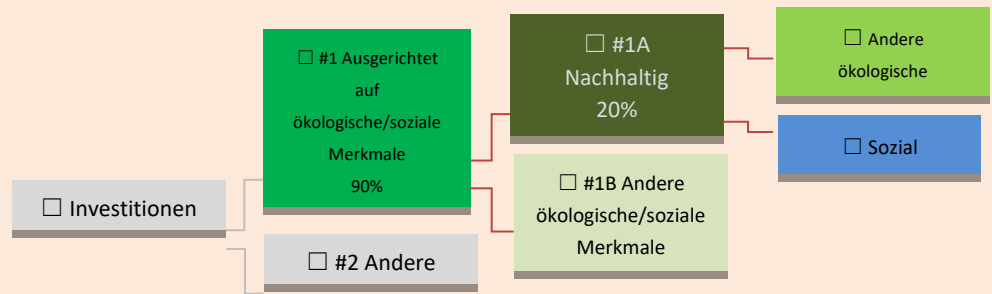 ☐ Investitionen
☐ #1 Ausgerichtet
auf
ökologische/soziale
Merkmale
90%
☐ #2 Andere
☐ #1A
Nachhaltig
20%
☐ #1B Andere
ökologische/soziale
Merkmale
☐ Andere
ökologische
☐ Sozial